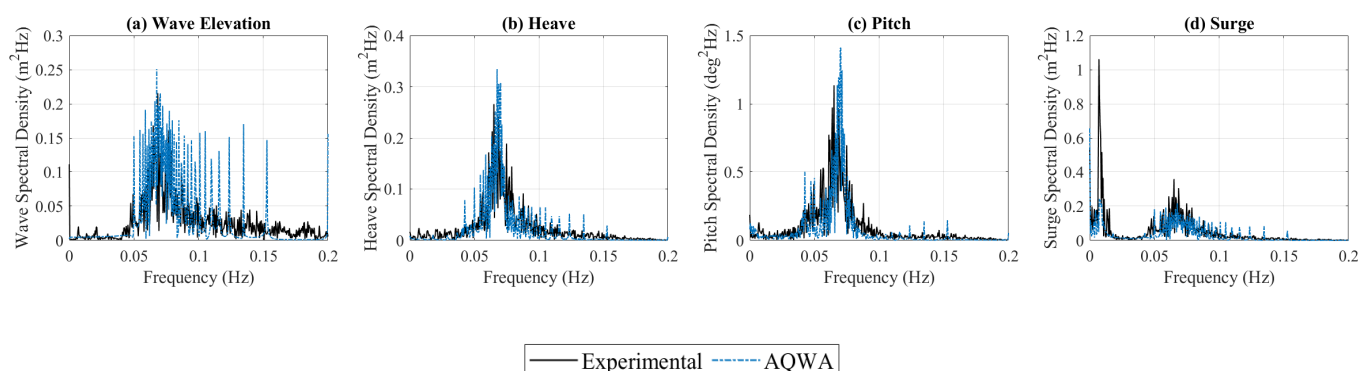 (a) Wave Elevation
Wave Spectral Density (m²Hz)
0.3
0.25
0.2
0.15
0.1
0.05
0
0 0.05 0.1 0.15 0.2
Frequency (Hz)
(b) Heave
Heave Spectral Density (m²Hz)
0.4
0.3
0.2
0.1
0
0 0.05 0.1 0.15 0.2
Frequency (Hz)
(c) Pitch
Pitch Spectral Density (deg²Hz)
1.5
1
0.5
0
0 0.05 0.1 0.15 0.2
Frequency (Hz)
(d) Surge
Surge Spectral Density (m²Hz)
1.2
1
0.8
0.6
0.4
0.2
0
0 0.05 0.1 0.15 0.2
Frequency (Hz)
Experimental AQWA